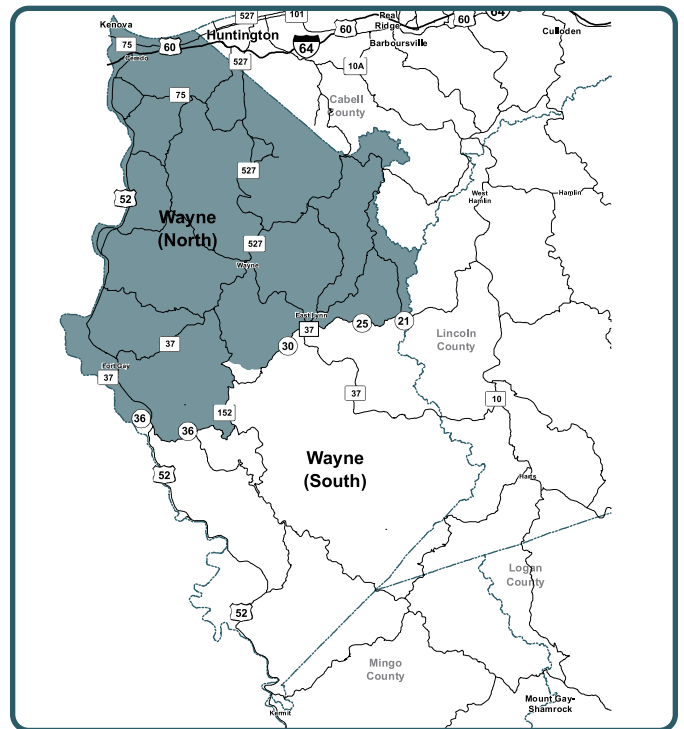 Kenova
527
101
Real
Ridge
64
60
60
Huntington
64
Barboursville
Culloden
75
60
Ceredo
527
10A
75
Cabell
County
527
52
West
Hamlin
Hamlin
Wayne
(North)
527
Wayne
East Lynn
37
25
21
30
Lincoln
County
37
Fort Gay
37
37
10
152
36
36
Wayne
(South)
52
Harts
Logan
County
52
Mingo
County
Mount Gay-
Shamrock
Kermit